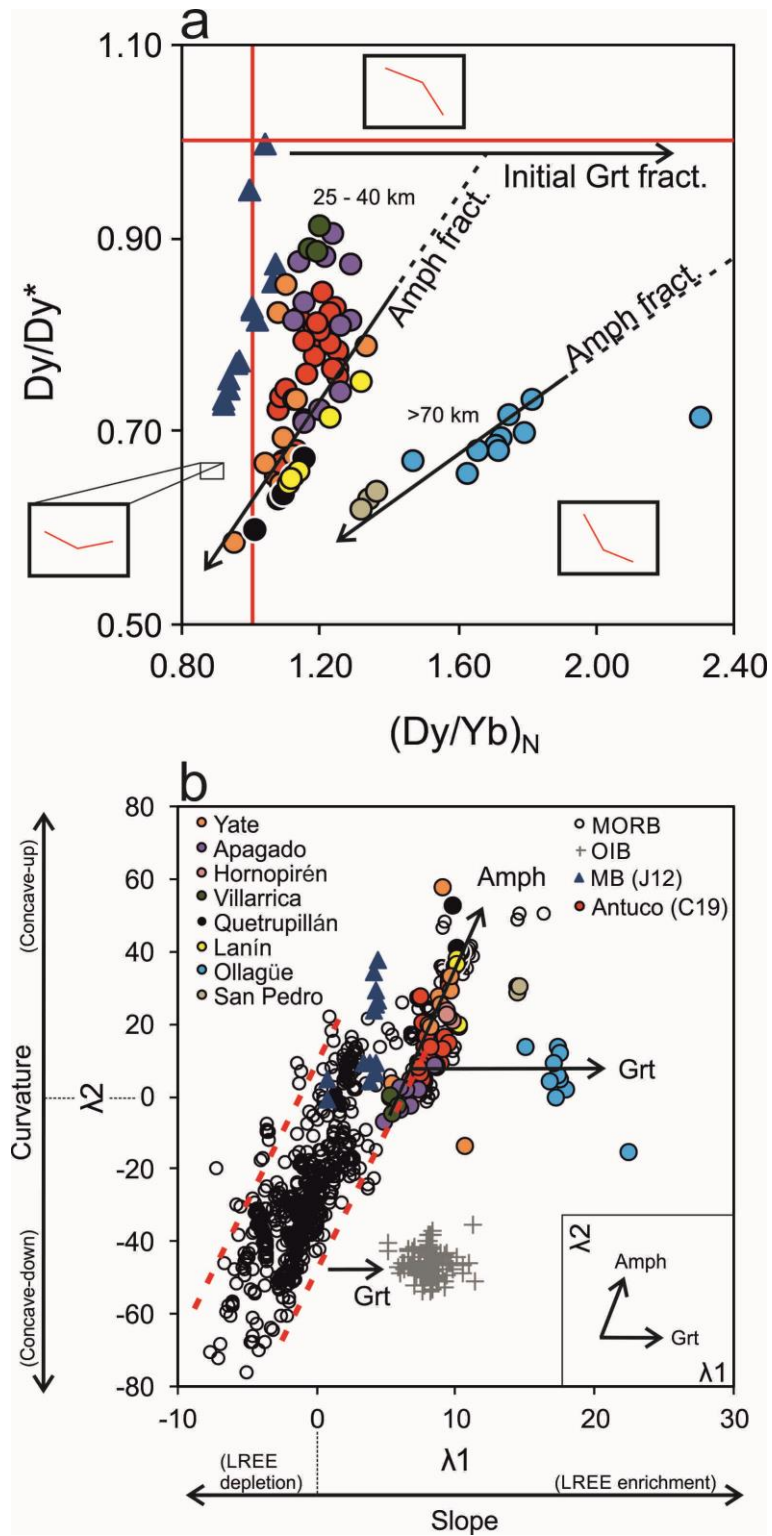 a
1.10
1.00
Initial Grt fract.
25 - 40 km
0.90
Amph fract.
Dy/Dy*
Amph fract.
0.70
>70 km
0.50
0.80 1.20 1.60 2.00 2.40
(Dy/Yb)N
b
80
Yate
MORB
Apagado
OIB
60
Hornopirén
MB (J12)
Villarrica
Amph
Antuco (C19)
Quetrupillán
40
Lanín
Ollagüe
San Pedro
20
Grt
(Concave-up)
Curvature
(Concave-down)
λ2
0
-20
-40
Grt
λ2
Amph
Grt
λ1
-60
-80
-10 0 10 20 30
(LREE depletion)
λ1
(LREE enrichment)
Slope